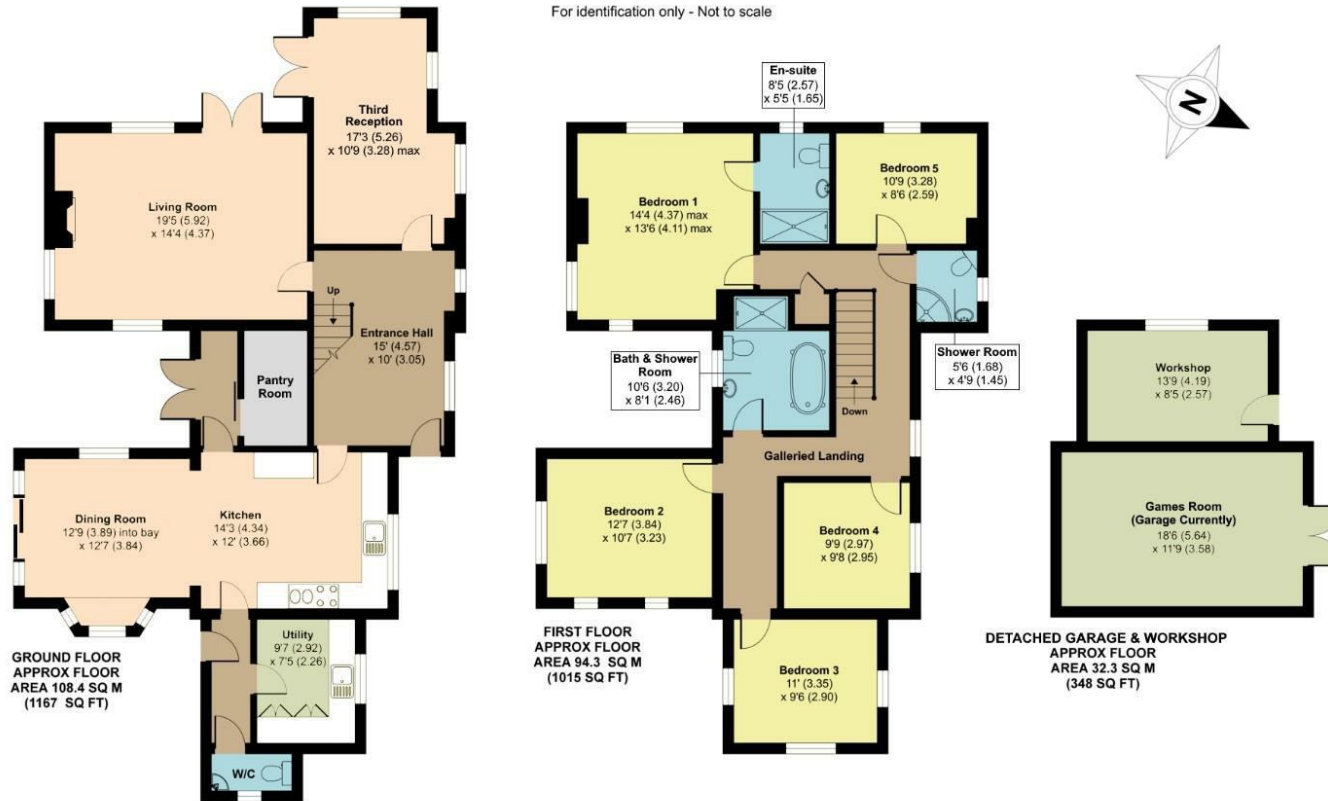 For identification only - Not to scale
Third
Reception
17'3 (5.26)
x 10'9 (3.28) max
Living Room
19'5 (5.92)
x 14'4 (4.37)
Up
Entrance Hall
15' (4.57)
x 10' (3.05)
Pantry
Room
Dining Room
12'9 (3.89) into bay
x 12'7 (3.84)
Kitchen
14'3 (4.34)
x 12' (3.66)
Utility
9'7 (2.92)
x 7'5 (2.26)
W/C
GROUND FLOOR
APPROX FLOOR
AREA 108.4 SQ M
(1167 SQ FT)
En-suite
8'5 (2.57)
x 5'5 (1.65)
Bedroom 1
14'4 (4.37) max
x 13'6 (4.11) max
Bedroom 5
10'9 (3.28)
x 8'6 (2.59)
Bath & Shower
Room
10'6 (3.20)
x 8'1 (2.46)
Shower Room
5'6 (1.68)
x 4'9 (1.45)
Down
Galleried Landing
Bedroom 2
12'7 (3.84)
x 10'7 (3.23)
Bedroom 4
9'9 (2.97)
x 9'8 (2.95)
Bedroom 3
11' (3.35)
x 9'6 (2.90)
FIRST FLOOR
APPROX FLOOR
AREA 94.3 SQ M
(1015 SQ FT)
N
Workshop
13'9 (4.19)
x 8'5 (2.57)
Games Room
(Garage Currently)
18'6 (5.64)
x 11'9 (3.58)
DETACHED GARAGE & WORKSHOP
APPROX FLOOR
AREA 32.3 SQ M
(348 SQ FT)